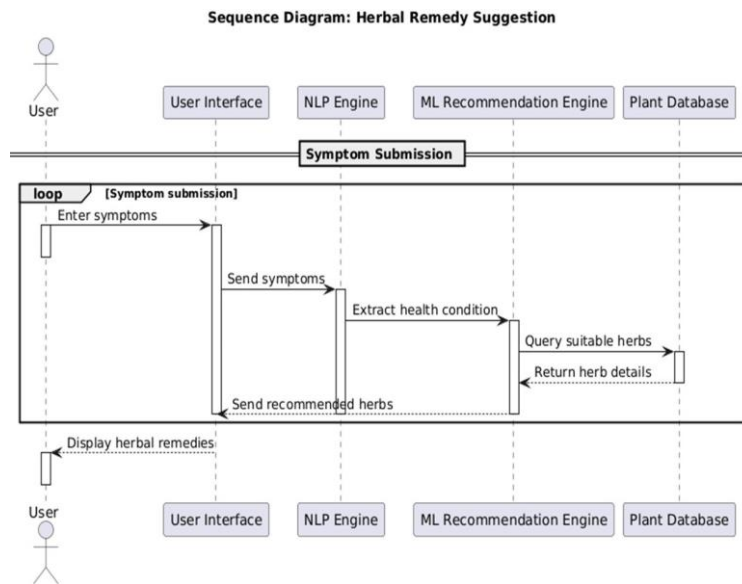 Sequence Diagram: Herbal Remedy Suggestion
User
User Interface
NLP Engine
ML Recommendation Engine
Plant Database
Symptom Submission
loop
[Symptom submission]
Enter symptoms
Send symptoms
Extract health condition
Query suitable herbs
Return herb details
Send recommended herbs
Display herbal remedies
User
User Interface
NLP Engine
ML Recommendation Engine
Plant Database